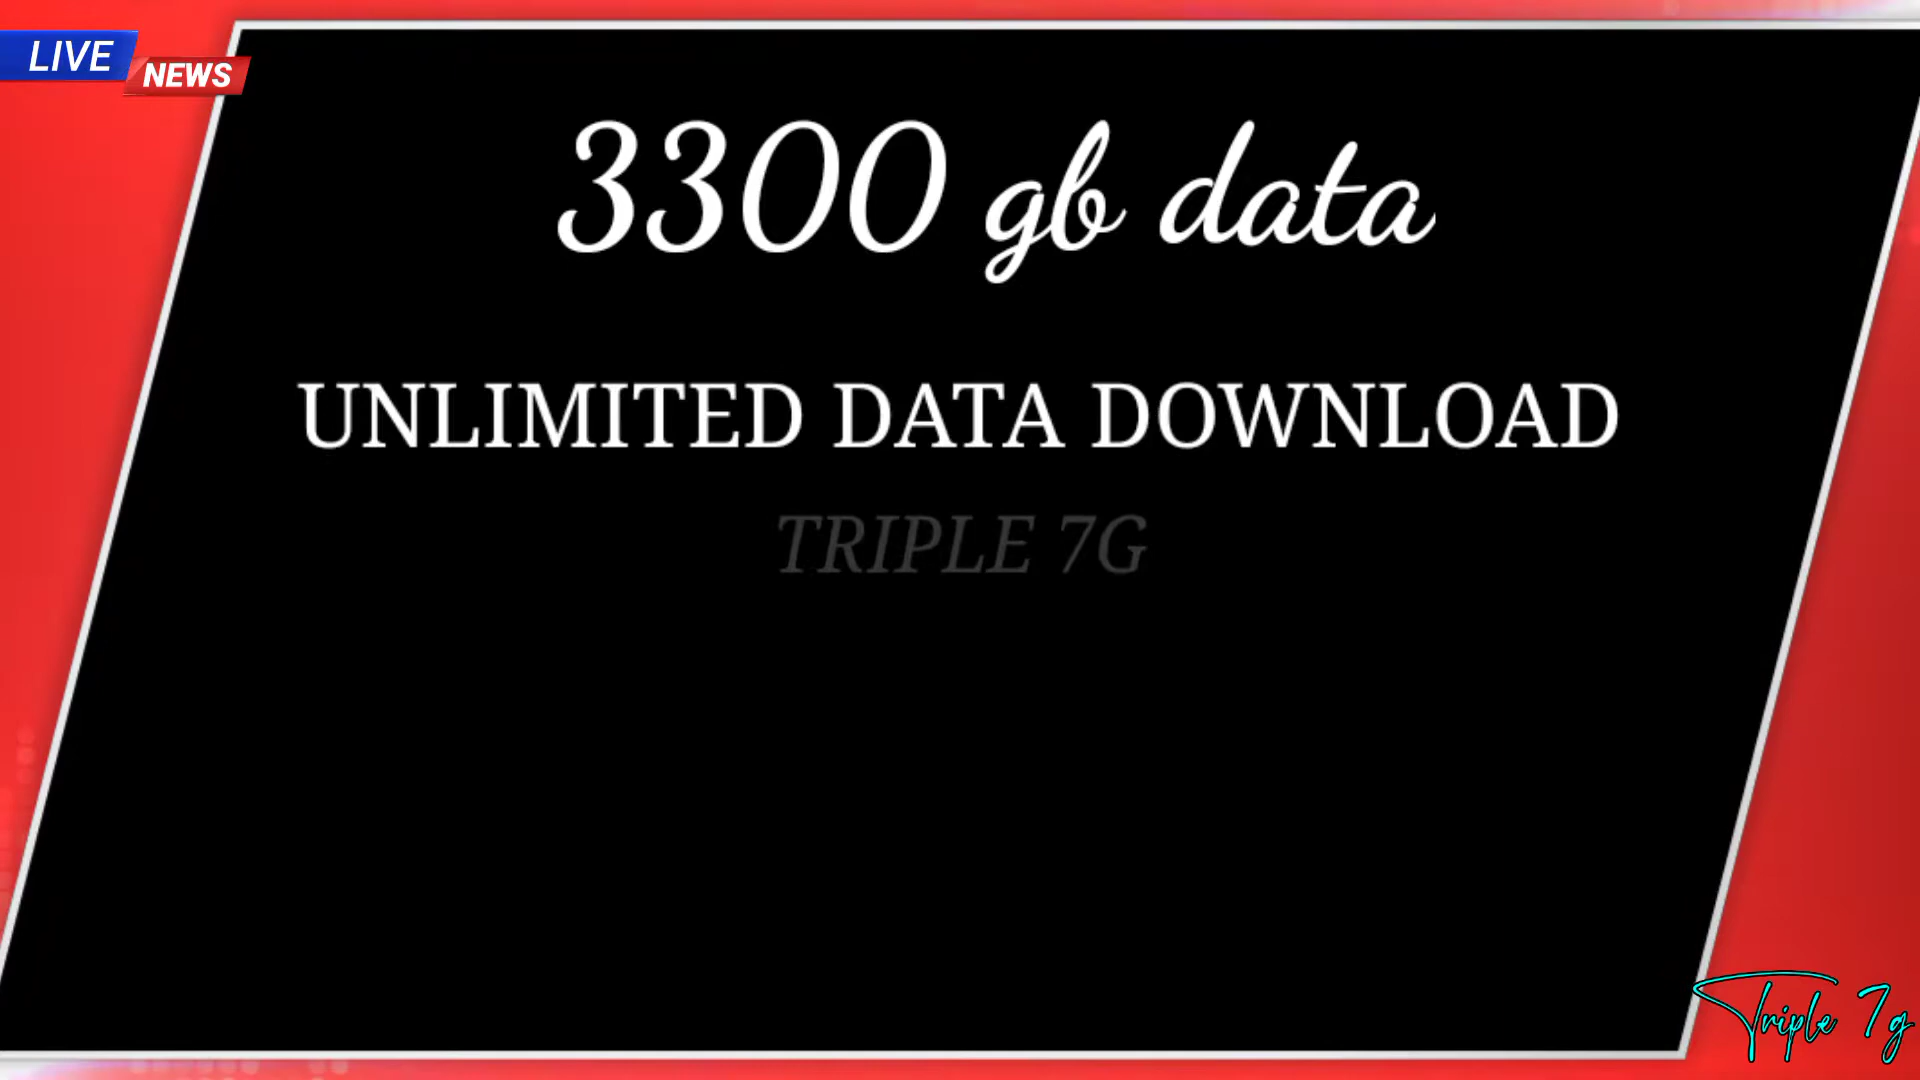 LIVE
NEWS
3300 gb data
UNLIMITED DATA DOWNLOAD
TRIPLE 7G
Triple 7g